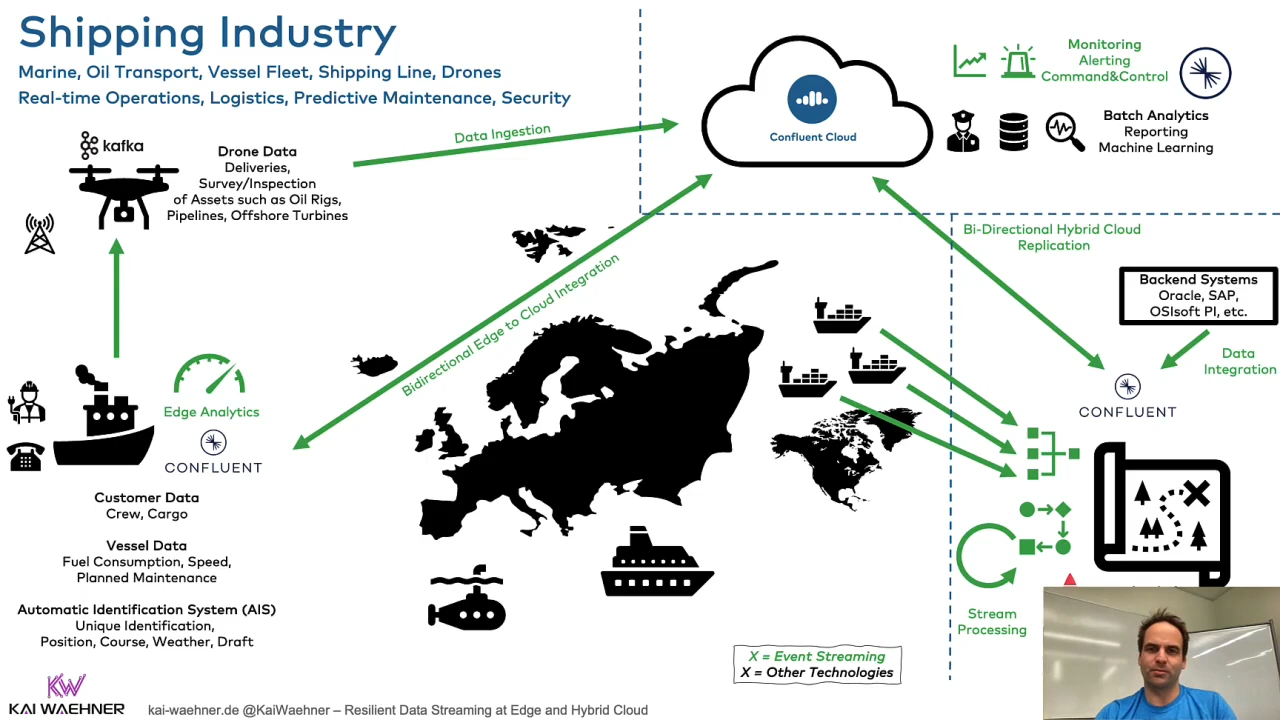 Shipping Industry
Marine, Oil Transport, Vessel Fleet, Shipping Line, Drones
Real-time Operations, Logistics, Predictive Maintenance, Security
kafka
Drone Data
Deliveries,
Survey/Inspection
of Assets such as Oil Rigs,
Pipelines, Offshore Turbines
Data Ingestion
Confluent Cloud
Monitoring
Alerting
Command&Control
Batch Analytics
Reporting
Machine Learning
Bidirectional Edge to Cloud Integration
Bi-Directional Hybrid Cloud
Replication
Backend Systems
Oracle, SAP,
OSIsoft PI, etc.
Data
Integration
CONFLUENT
Edge Analytics
CONFLUENT
Customer Data
Crew, Cargo
Vessel Data
Fuel Consumption, Speed,
Planned Maintenance
Automatic Identification System (AIS)
Unique Identification,
Position, Course, Weather, Draft
Stream
Processing
X = Event Streaming
X = Other Technologies
KW
KAI WAEHNER
kai-waehner.de @KaiWaehner – Resilient Data Streaming at Edge and Hybrid Cloud